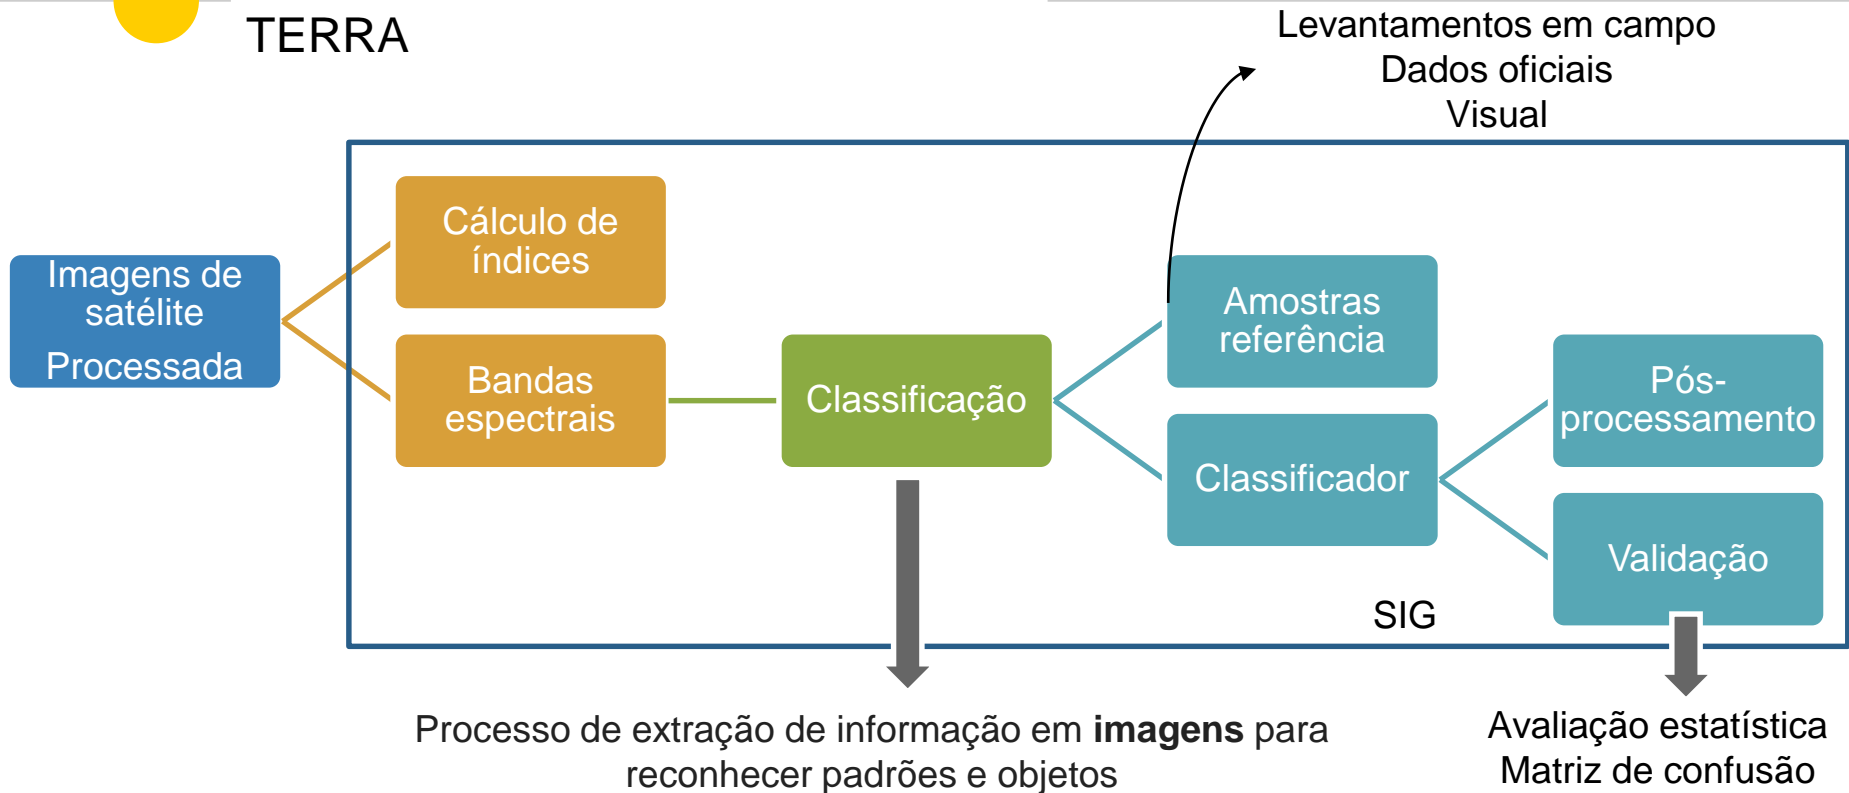 TERRA
Levantamentos em campo
Dados oficiais
Visual
Imagens de
satélite
Processada
Cálculo de
índices
Bandas
espectrais
Classificação
Amostras
referência
Classificador
Pós-
processamento
Validação
SIG
Processo de extração de informação em imagens para
reconhecer padrões e objetos
Avaliação estatística
Matriz de confusão